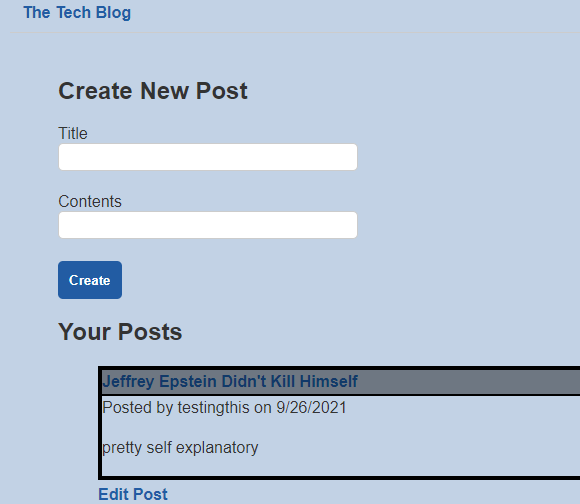 The Tech Blog
Create New Post
Title
Contents
Create
Your Posts
Jeffrey Epstein Didn't Kill Himself
Posted by testingthis on 9/26/2021
pretty self explanatory
Edit Post